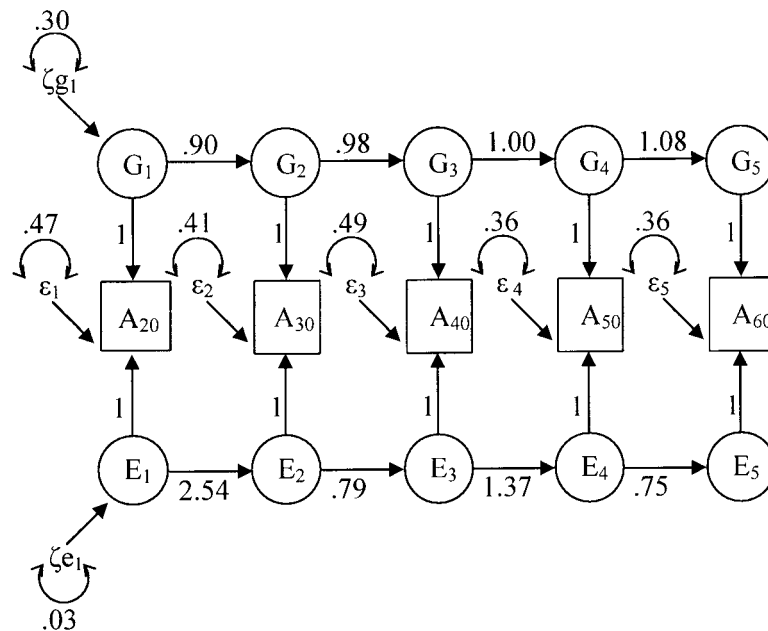 .30
ζg₁
G₁ .90 G₂ .98 G₃ 1.00 G₄ 1.08 G₅
.47 .41 .49 .36 .36
1 1 1 1 1
ε₁ ε₂ ε₃ ε₄ ε₅
A₂₀ A₃₀ A₄₀ A₅₀ A₆₀
1 1 1 1 1
E₁ E₂ E₃ E₄ E₅
2.54 .79 1.37 .75
ζe₁
.03